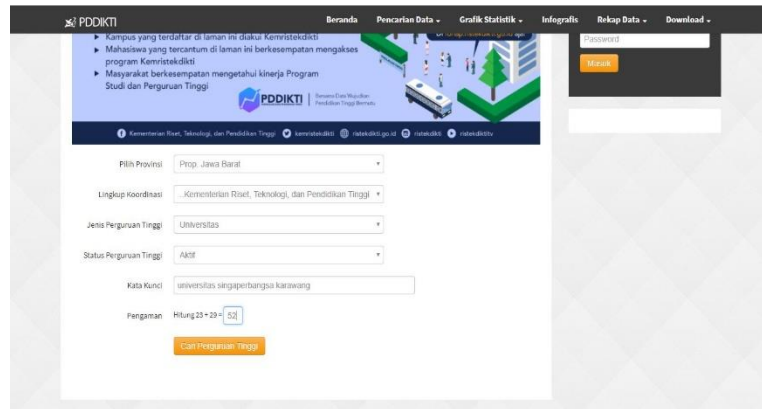 PDDIKTI
Beranda Pencarian Data Grafik Statistik Infografis Rekap Data Download
Kampus yang terdaftar di laman ini diakui Kemristekdikti
Mahasiswa yang tercantum di laman ini berkesempatan mengakses
program Kemristekdikti
Masyarakat berkesempatan mengetahui kinerja Program
Studi dan Perguruan Tinggi
PDDIKTI
Pendidikan Tinggi Bermutu
Kementerian Riset, Teknologi, dan Pendidikan Tinggi kemristekdikti ristekdikti.go.id ristekdikti ristekdiktitv
Password
Masuk
Pilih Provinsi Prop. Jawa Barat
Lingkup Koordinasi ...Kementerian Riset, Teknologi, dan Pendidikan Tinggi
Jenis Perguruan Tinggi Universitas
Status Perguruan Tinggi Aktif
Kata Kunci universitas singaperbangsa karawang
Pengaman Hitung 23 + 29 = 52
Cari Perguruan Tinggi